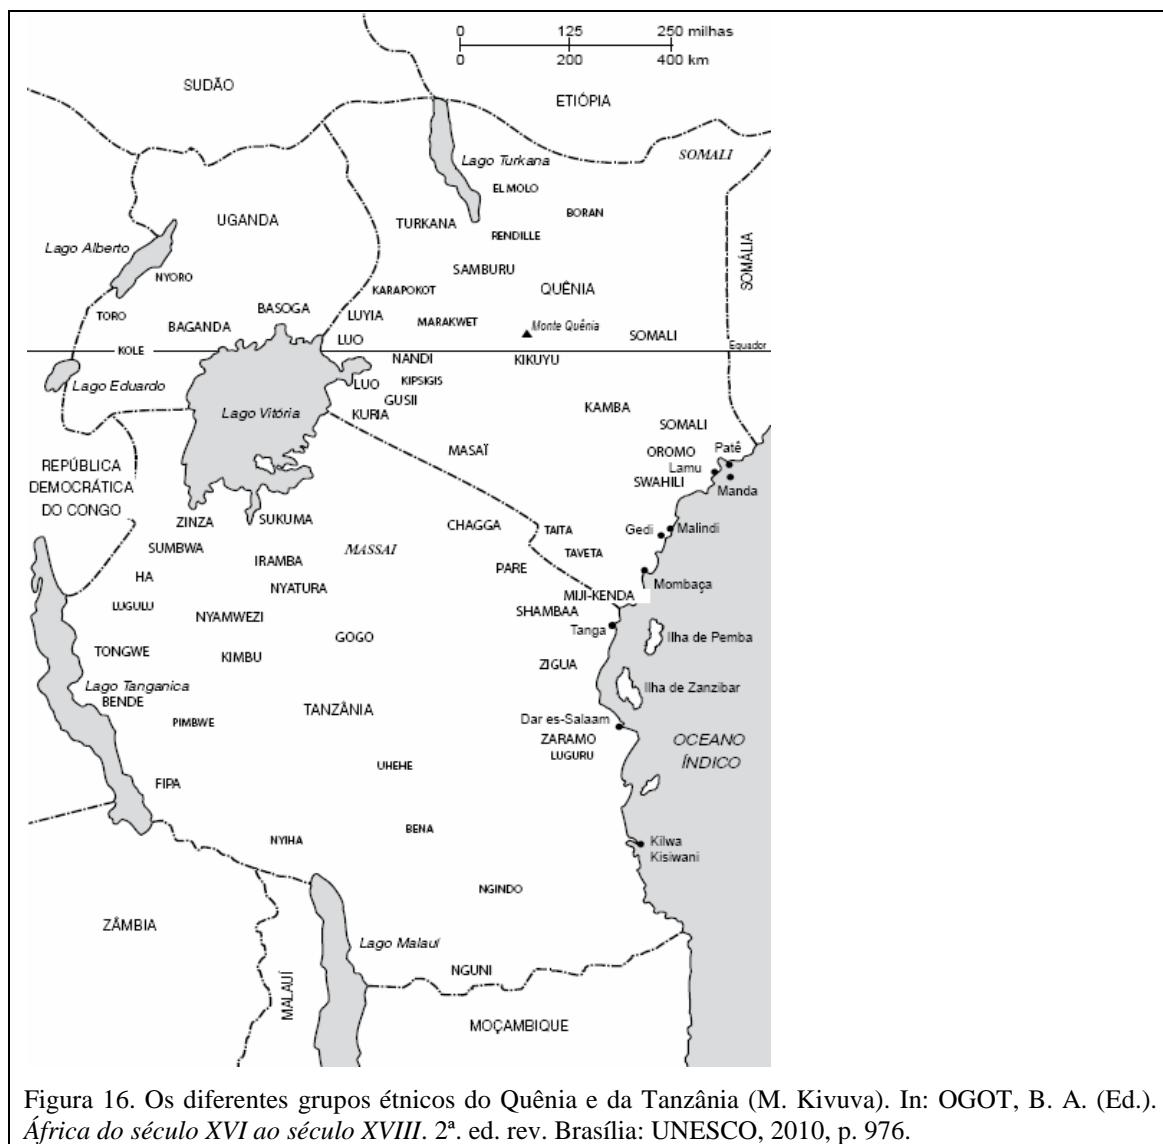 0 125 250 milhas
0 200 400 km
SUDÃO
ETIÓPIA
SOMALI
Lago Turkana
EL MOLO
BORAN
UGANDA
TURKANA
RENDILLE
SOMÁLIA
Lago Alberto
NYORO
SAMBURU
KARAPOKOT
QUÊNIA
BASOGA
TORO
LUYIA
MARAKWET
Monte Quênia
BAGANDA
LUO
SOMALI
KOLE
Equador
NANDI
KIKUYU
Lago Eduardo
LUO
KIPSIGIS
GUSII
Lago Vitória
KURIA
KAMBA
SOMALI
MASAÏ
OROMO
Patê
REPÚBLICA
DEMOCRÁTICA
DO CONGO
Lamu
SWAHILI
Manda
ZINZA
SUKUMA
CHAGGA
TAITA
Gedi
Malindi
SUMBWA
MASSAI
IRAMBA
TAVETA
HA
PARE
NYATURA
Mombaça
MIJI-KENDA
LUGULU
NYAMWEZI
SHAMBAA
GOGO
Tanga
Ilha de Pemba
TONGWE
KIMBU
ZIGUA
Lago Tanganica
Ilha de Zanzibar
BENDE
PIMBWE
TANZÂNIA
Dar es-Salaam
ZARAMO
OCEANO
ÍNDICO
LUGURU
UHEHE
FIPA
NYIHA
BENA
Kilwa
Kisiwani
NGINDO
ZÂMBIA
Lago Malauí
NGUNI
MALAUÍ
MOÇAMBIQUE
Figura 16. Os diferentes grupos étnicos do Quênia e da Tanzânia (M. Kivuva). In: OGOT, B. A. (Ed.).
África do século XVI ao século XVIII. 2ª. ed. rev. Brasília: UNESCO, 2010, p. 976.